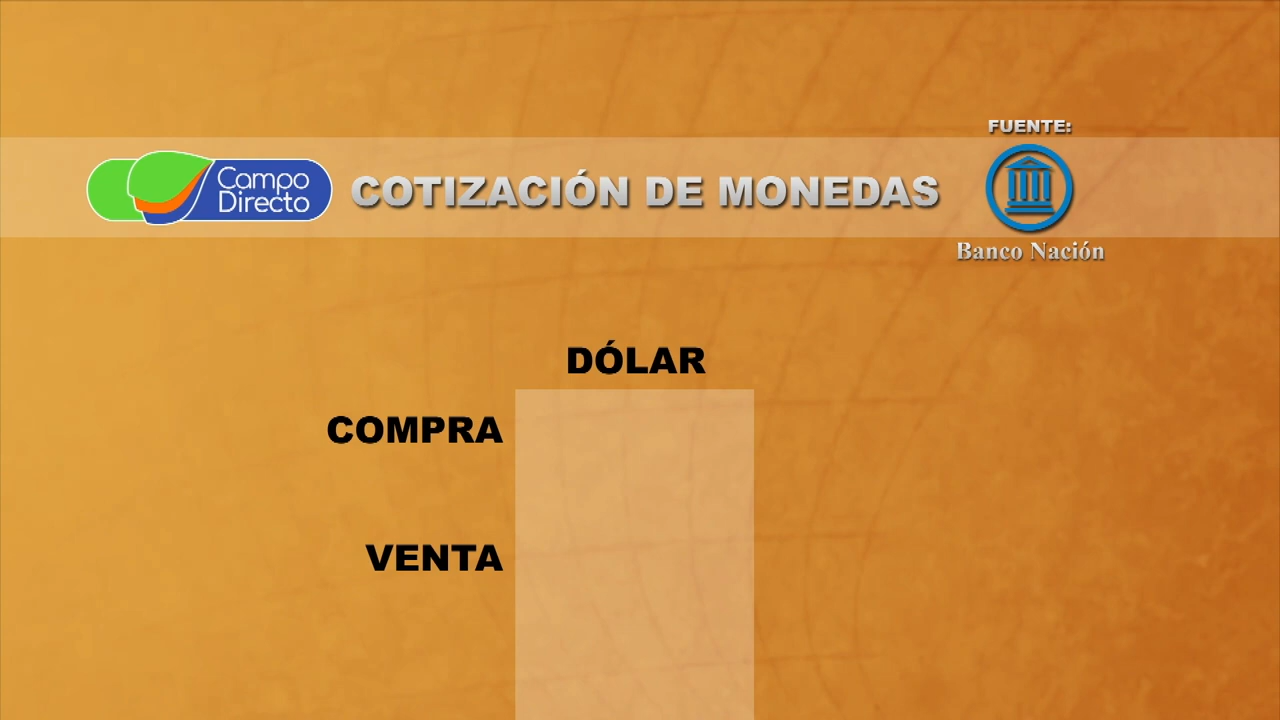 FUENTE:
Campo
Directo
COTIZACIÓN DE MONEDAS
Banco Nación
DÓLAR
COMPRA
VENTA